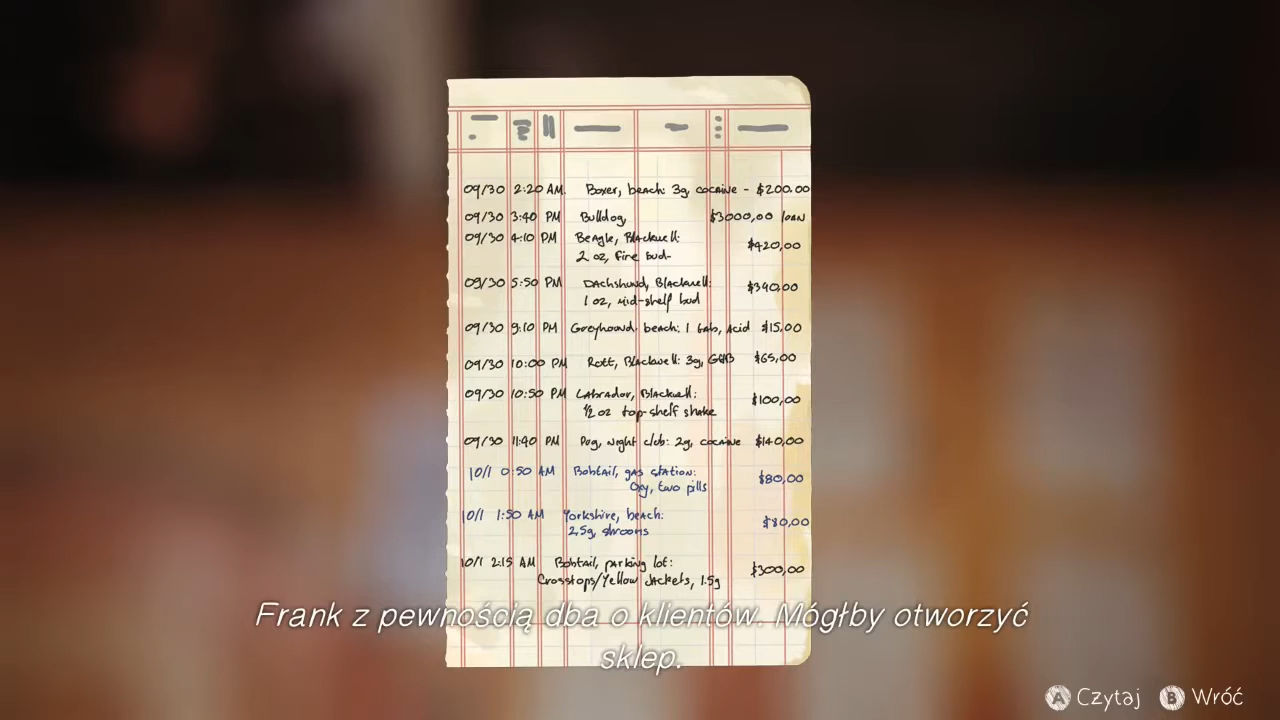 09/30 2:20 AM. Boxer, beach: 3g, cocaine - $200.00
09/30 3:40 PM Bulldog, $3000,00 loan
09/30 4:10 PM Beagle, Blackwell: $420,00
2 oz, fire bud-
09/30 5:50 PM Dachshund, Blackwell: $340,00
1 oz, mid-shelf bud
09/30 9:10 PM Greyhound, beach: 1 tab, Acid $15.00
09/30 10:00 PM Rott, Blackwell: 3g, GHB $65,00
09/30 10:50 PM Labrador, Blackwell: $100,00
1/2 oz top-shelf shake
09/30 11:40 PM Pog, night club: 2g, cocaine $140,00
10/1 0:50 AM Bobtail, gas station: $80,00
Oxy, two pills
10/1 1:50 AM Yorkshire, beach: $80,00
2,5g, shrooms
10/1 2:15 AM Bobtail, parking lot: $300,00
Crosstops/Yellow Jackets, 1.5g
Frank z pewnością dba o klientów. Mógłby otworzyć
sklep.
A Czytaj B Wróć